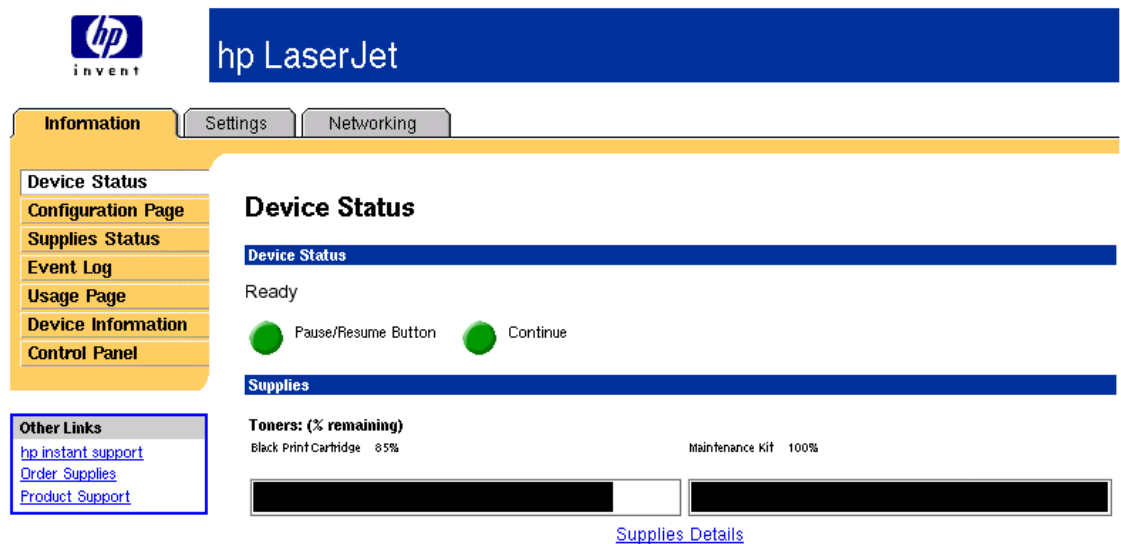 hp
invent
hp LaserJet
Information Settings Networking
Device Status
Configuration Page
Supplies Status
Event Log
Usage Page
Device Information
Control Panel
Other Links
hp instant support
Order Supplies
Product Support
Device Status
Device Status
Ready
Pause/Resume Button Continue
Supplies
Toners: (% remaining)
Black Print Cartridge 85% Maintenance Kit 100%
Supplies Details